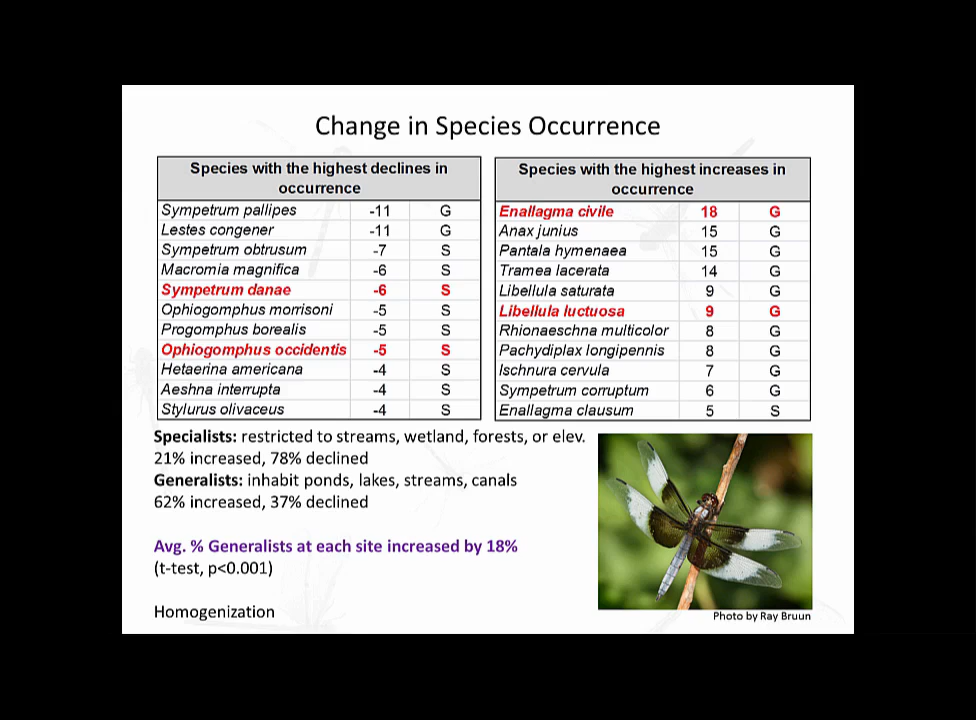 Change in Species Occurrence
Species with the highest declines in
occurrence
Sympetrum pallipes -11 G
Lestes congener -11 G
Sympetrum obtrusum -7 S
Macromia magnifica -6 S
Sympetrum danae -6 S
Ophiogomphus morrisoni -5 S
Progomphus borealis -5 S
Ophiogomphus occidentis -5 S
Hetaerina americana -4 S
Aeshna interrupta -4 S
Stylurus olivaceus -4 S
Species with the highest increases in
occurrence
Enallagma civile 18 G
Anax junius 15 G
Pantala hymenaea 15 G
Tramea lacerata 14 G
Libellula saturata 9 G
Libellula luctuosa 9 G
Rhionaeschna multicolor 8 G
Pachydiplax longipennis 8 G
Ischnura cervula 7 G
Sympetrum corruptum 6 G
Enallagma clausum 5 S
Specialists: restricted to streams, wetland, forests, or elev.
21% increased, 78% declined
Generalists: inhabit ponds, lakes, streams, canals
62% increased, 37% declined
Avg. % Generalists at each site increased by 18%
(t-test, p<0.001)
Homogenization
Photo by Ray Bruun